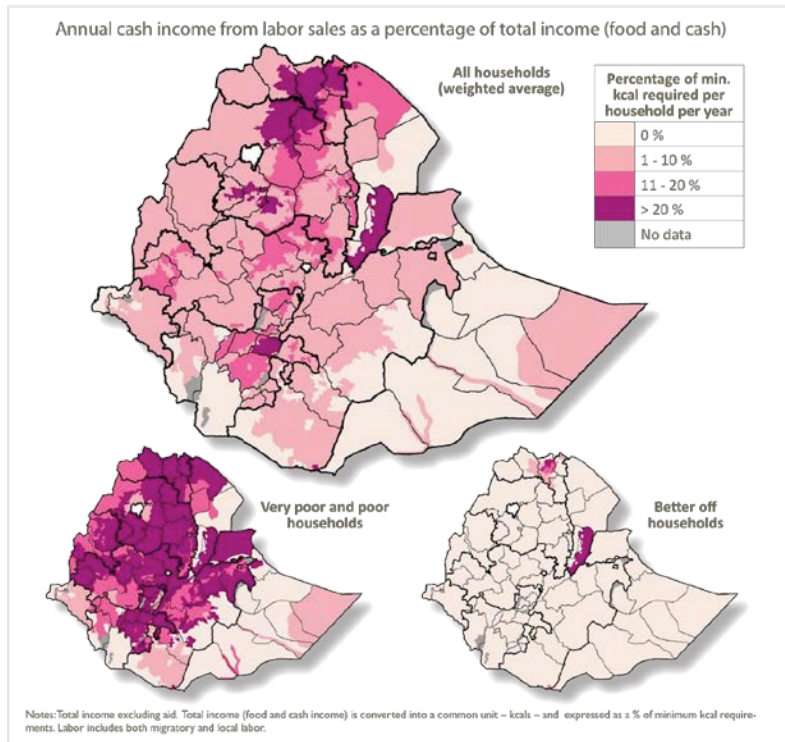 Annual cash income from labor sales as a percentage of total income (food and cash)
All households
(weighted average)
Percentage of min.
kcal required per
household per year
0 %
1 - 10 %
11 - 20 %
> 20 %
No data
Very poor and poor
households
Better off
households
Notes: Total income excluding aid. Total income (food and cash income) is converted into a common unit – kcals – and expressed as a % of minimum kcal require-
ments. Labor includes both migratory and local labor.